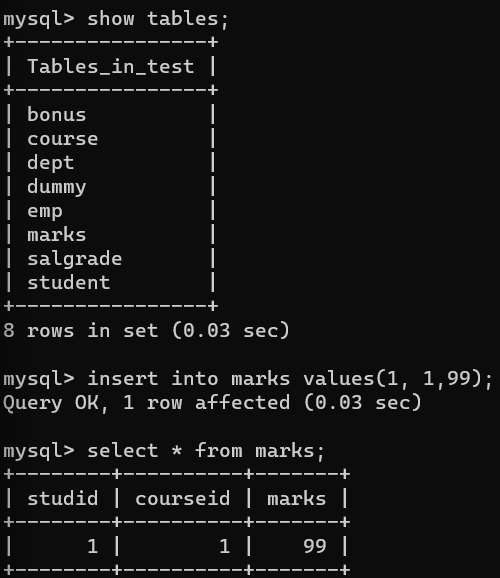 mysql> show tables;
+----------------+
| Tables_in_test |
+----------------+
| bonus          |
| course         |
| dept           |
| dummy          |
| emp            |
| marks          |
| salgrade       |
| student        |
+----------------+
8 rows in set (0.03 sec)

mysql> insert into marks values(1, 1,99);
Query OK, 1 row affected (0.03 sec)

mysql> select * from marks;
+--------+----------+-------+
| studid | courseid | marks |
+--------+----------+-------+
|      1 |        1 |    99 |
+--------+----------+-------+